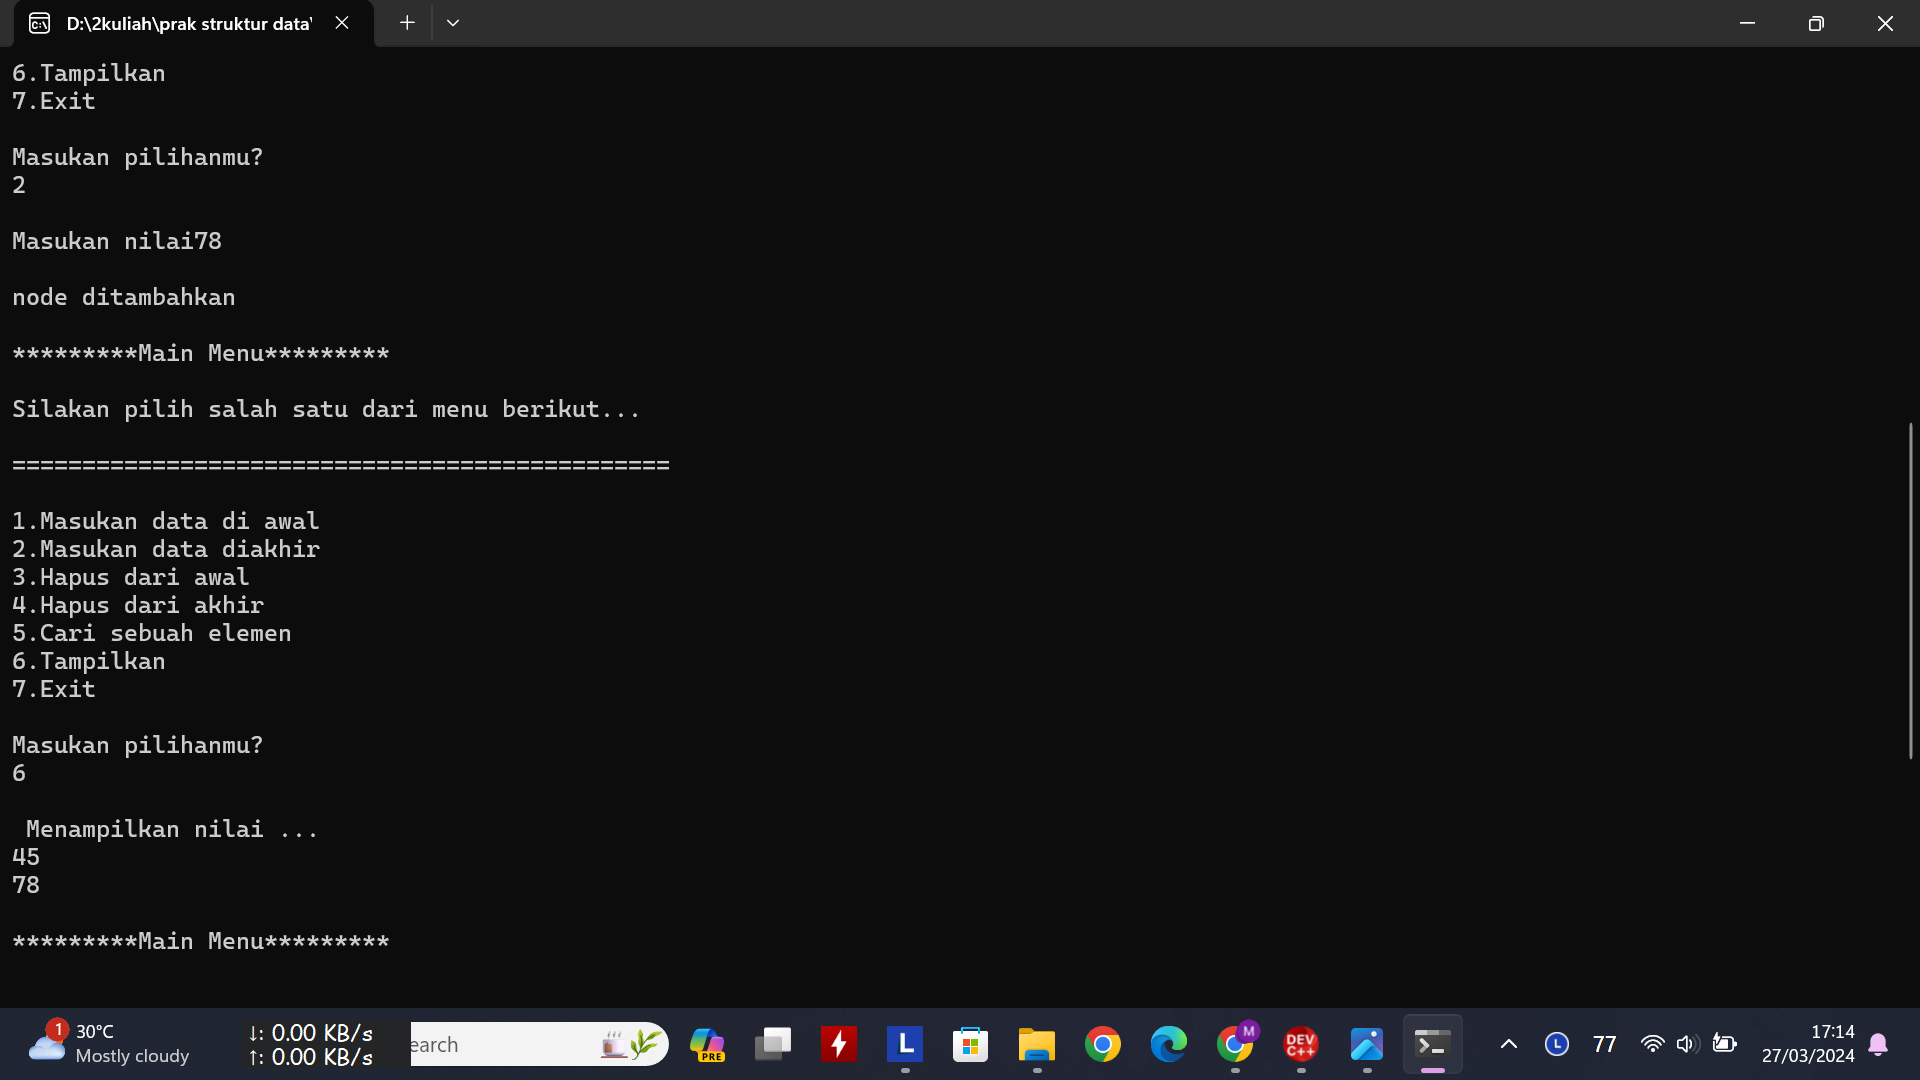 D:\2kuliah\prak struktur data\
6.Tampilkan
7.Exit
Masukan pilihanmu?
2
Masukan nilai78
node ditambahkan
*********Main Menu*********
Silakan pilih salah satu dari menu berikut...
===============================================
1.Masukan data di awal
2.Masukan data diakhir
3.Hapus dari awal
4.Hapus dari akhir
5.Cari sebuah elemen
6.Tampilkan
7.Exit
Masukan pilihanmu?
6
Menampilkan nilai ...
45
78
*********Main Menu*********
1
30°C
Mostly cloudy
↓: 0.00 KB/s
↑: 0.00 KB/s
earch
PRE
L
M
DEV
C++
L
77
17:14
27/03/2024